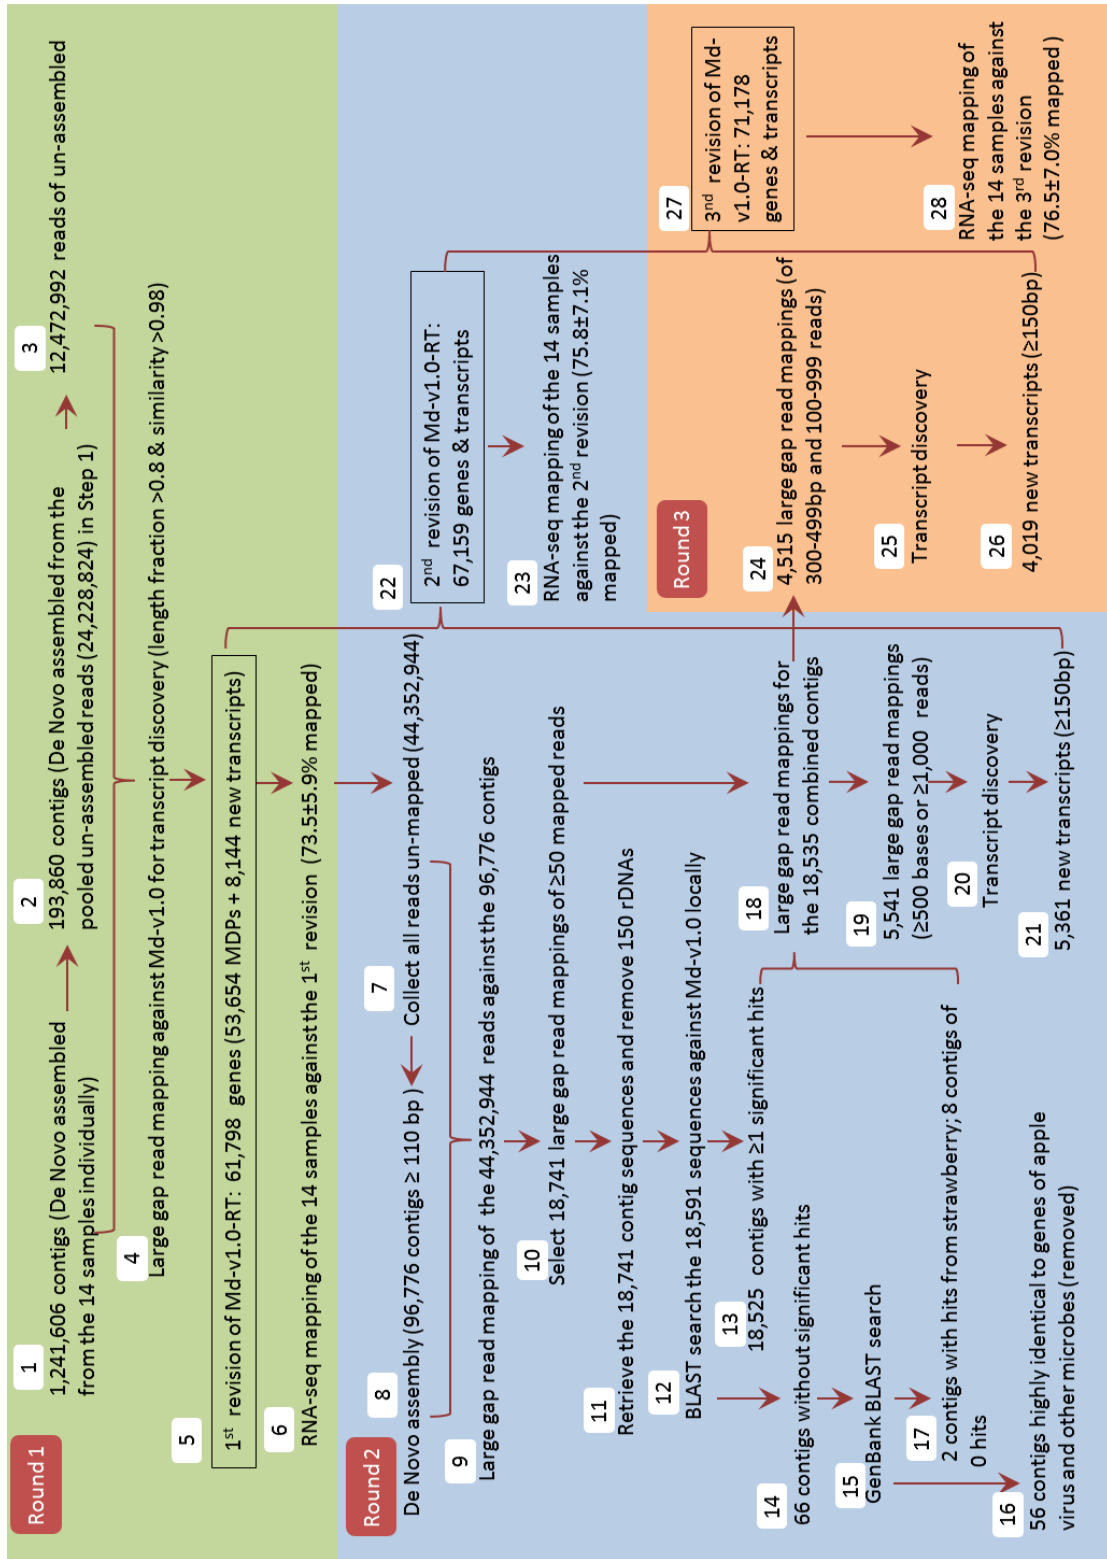 Round 1
1
1,241,606 contigs (De Novo assembled
from the 14 samples individually)
2
193,860 contigs (De Novo assembled from the
pooled un-assembled reads (24,228,824) in Step 1)
3
12,472,992 reads of un-assembled
4
Large gap read mapping against Md-v1.0 for transcript discovery (length fraction >0.8 & similarity >0.98)
5
1st revision of Md-v1.0-RT: 61,798 genes (53,654 MDPs + 8,144 new transcripts)
6
RNA-seq mapping of the 14 samples against the 1st revision (73.5±5.9% mapped)
Round 2
7
Collect all reads un-mapped (44,352,944)
8
De Novo assembly (96,776 contigs ≥ 110 bp )
9
Large gap read mapping of the 44,352,944 reads against the 96,776 contigs
10
Select 18,741 large gap read mappings of ≥50 mapped reads
11
Retrieve the 18,741 contig sequences and remove 150 rDNAs
12
BLAST search the 18,591 sequences against Md-v1.0 locally
13
18,525 contigs with ≥1 significant hits
14
66 contigs without significant hits
15
GenBank BLAST search
16
56 contigs highly identical to genes of apple
virus and other microbes (removed)
17
2 contigs with hits from strawberry; 8 contigs of
0 hits
18
Large gap read mappings for
the 18,535 combined contigs
19
5,541 large gap read mappings
(≥500 bases or ≥1,000 reads)
20
Transcript discovery
21
5,361 new transcripts (≥150bp)
22
2nd revision of Md-v1.0-RT:
67,159 genes & transcripts
23
RNA-seq mapping of the 14 samples
against the 2nd revision (75.8±7.1%
mapped)
Round 3
24
4,515 large gap read mappings (of
300-499bp and 100-999 reads)
25
Transcript discovery
26
4,019 new transcripts (≥150bp)
27
3nd revision of Md-
v1.0-RT: 71,178
genes & transcripts
28
RNA-seq mapping of
the 14 samples against
the 3rd revision
(76.5±7.0% mapped )